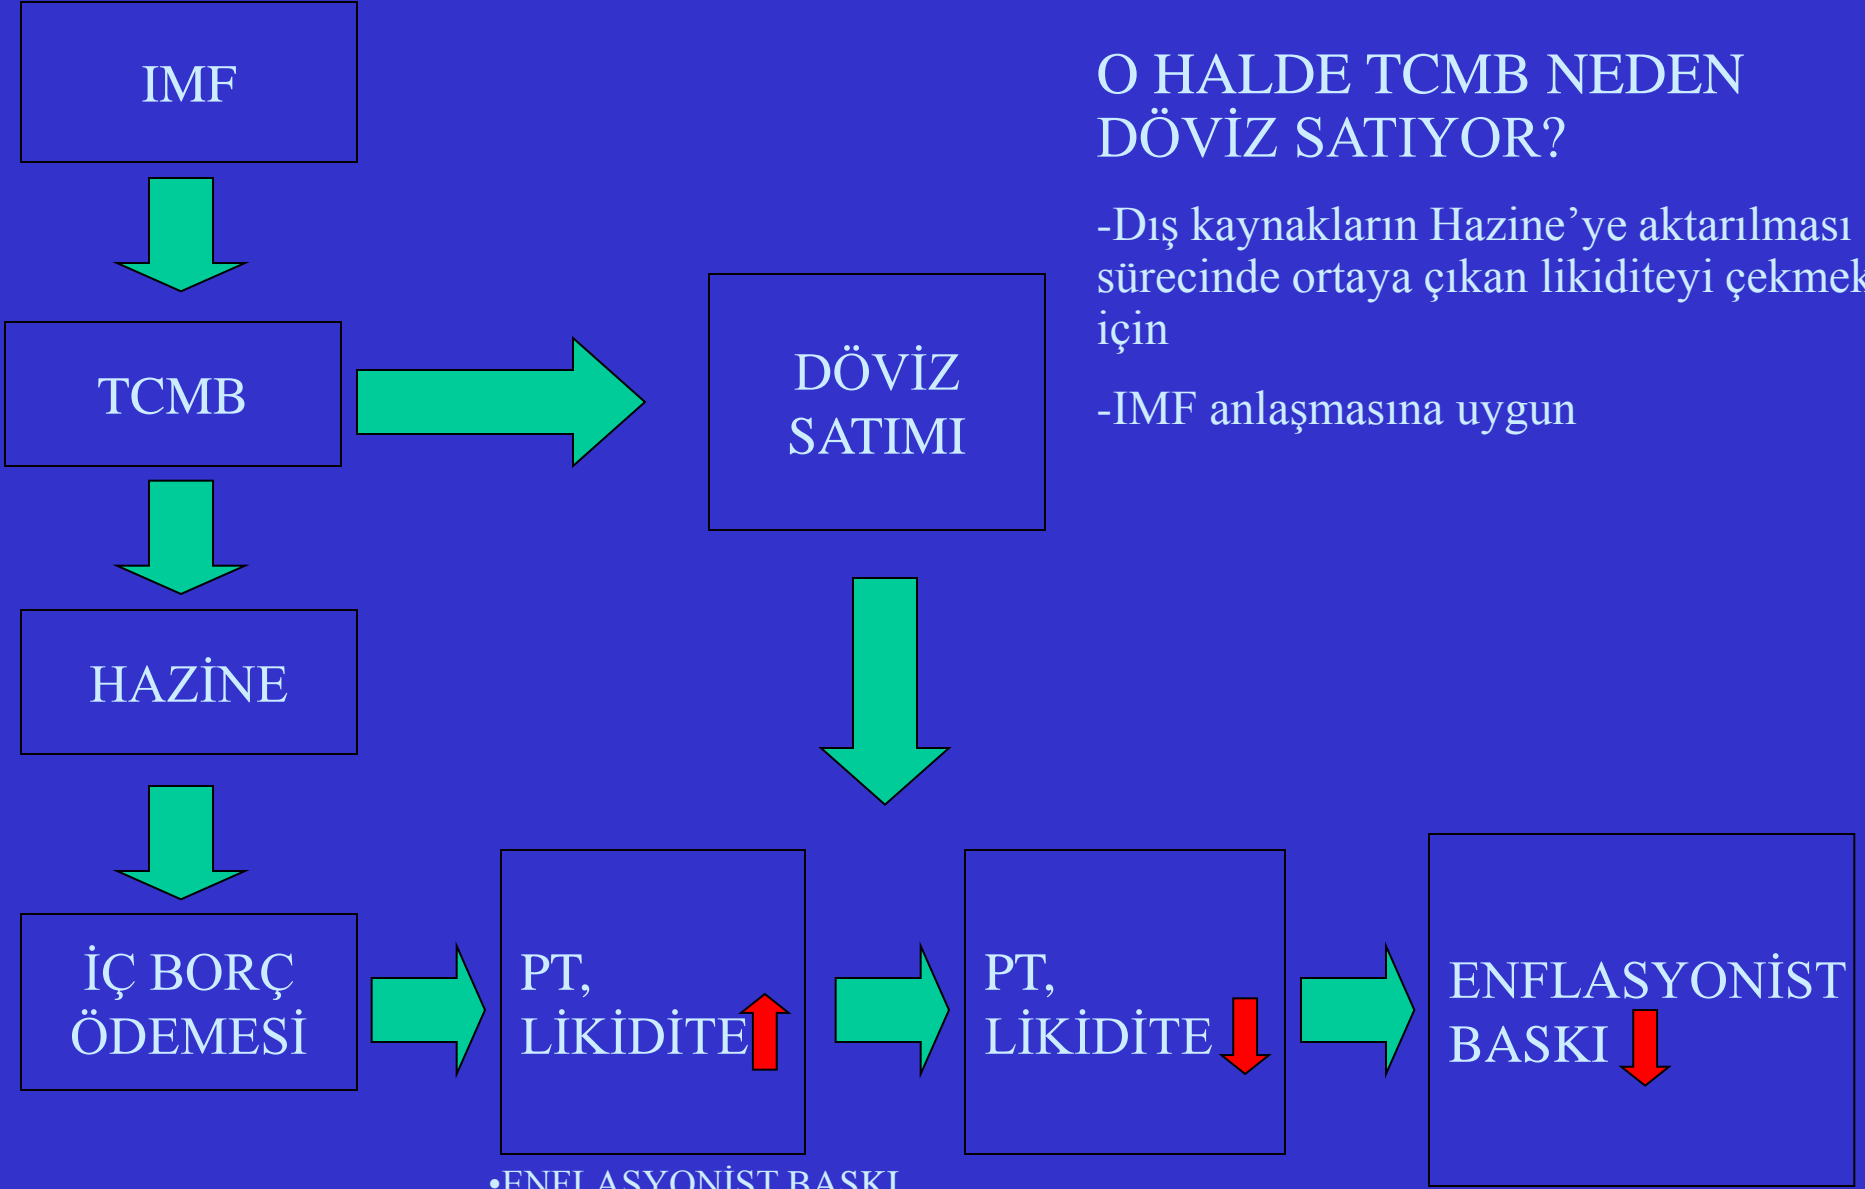 IMF
O HALDE TCMB NEDEN
DÖVİZ SATIYOR?
-Dış kaynakların Hazine’ye aktarılması
sürecinde ortaya çıkan likiditeyi çekmek
için
-IMF anlaşmasına uygun
TCMB
DÖVİZ
SATIMI
HAZİNE
İÇ BORÇ
ÖDEMESİ
PT,
LİKİDİTE
PT,
LİKİDİTE
ENFLASYONİST
BASKI
•ENFLASYONİST BASKI